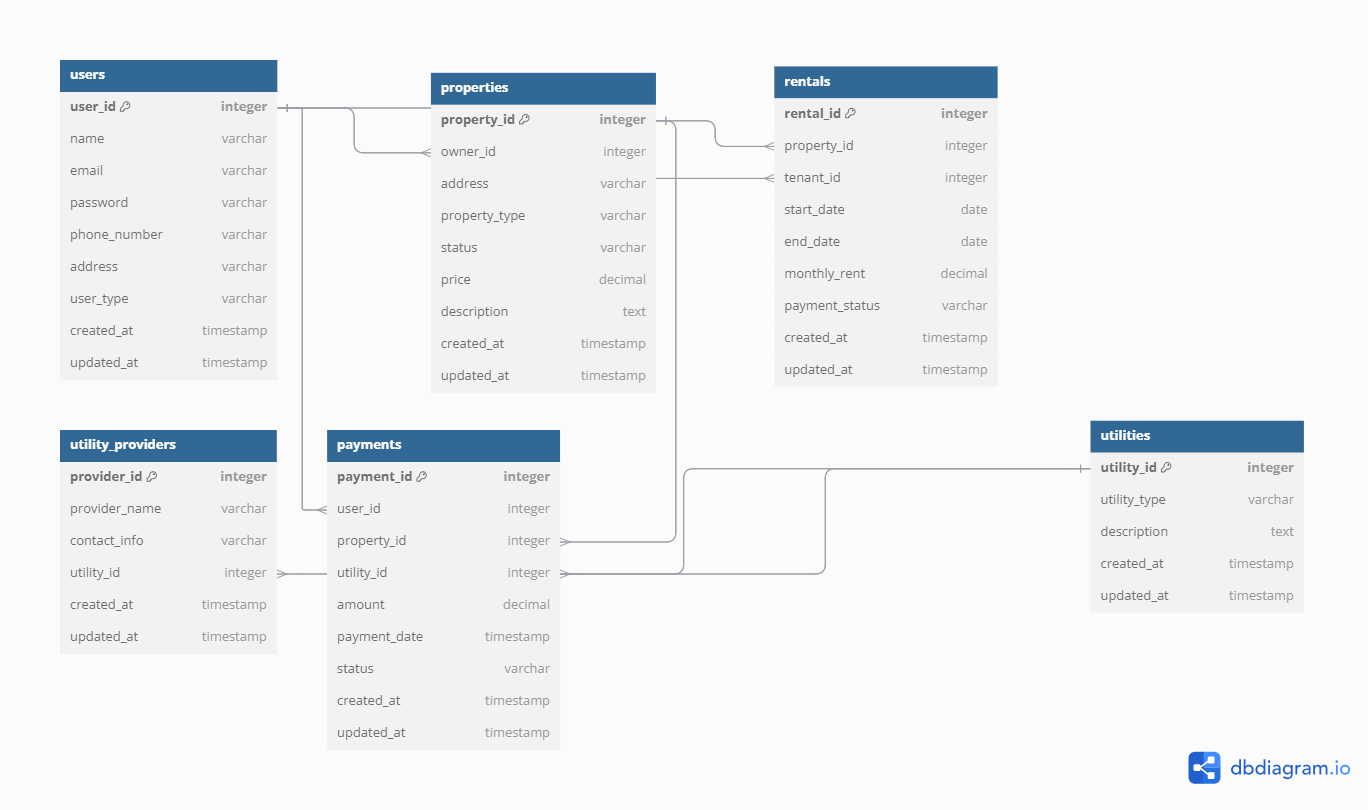 users
user_id integer
name varchar
email varchar
password varchar
phone_number varchar
address varchar
user_type varchar
created_at timestamp
updated_at timestamp
properties
property_id integer
owner_id integer
address varchar
property_type varchar
status varchar
price decimal
description text
created_at timestamp
updated_at timestamp
rentals
rental_id integer
property_id integer
tenant_id integer
start_date date
end_date date
monthly_rent decimal
payment_status varchar
created_at timestamp
updated_at timestamp
utility_providers
provider_id integer
provider_name varchar
contact_info varchar
utility_id integer
created_at timestamp
updated_at timestamp
payments
payment_id integer
user_id integer
property_id integer
utility_id integer
amount decimal
payment_date timestamp
status varchar
created_at timestamp
updated_at timestamp
utilities
utility_id integer
utility_type varchar
description text
created_at timestamp
updated_at timestamp
dbdiagram.io